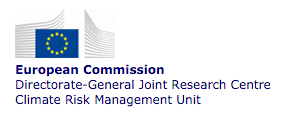 European Commission
Directorate-General Joint Research Centre
Climate Risk Management Unit